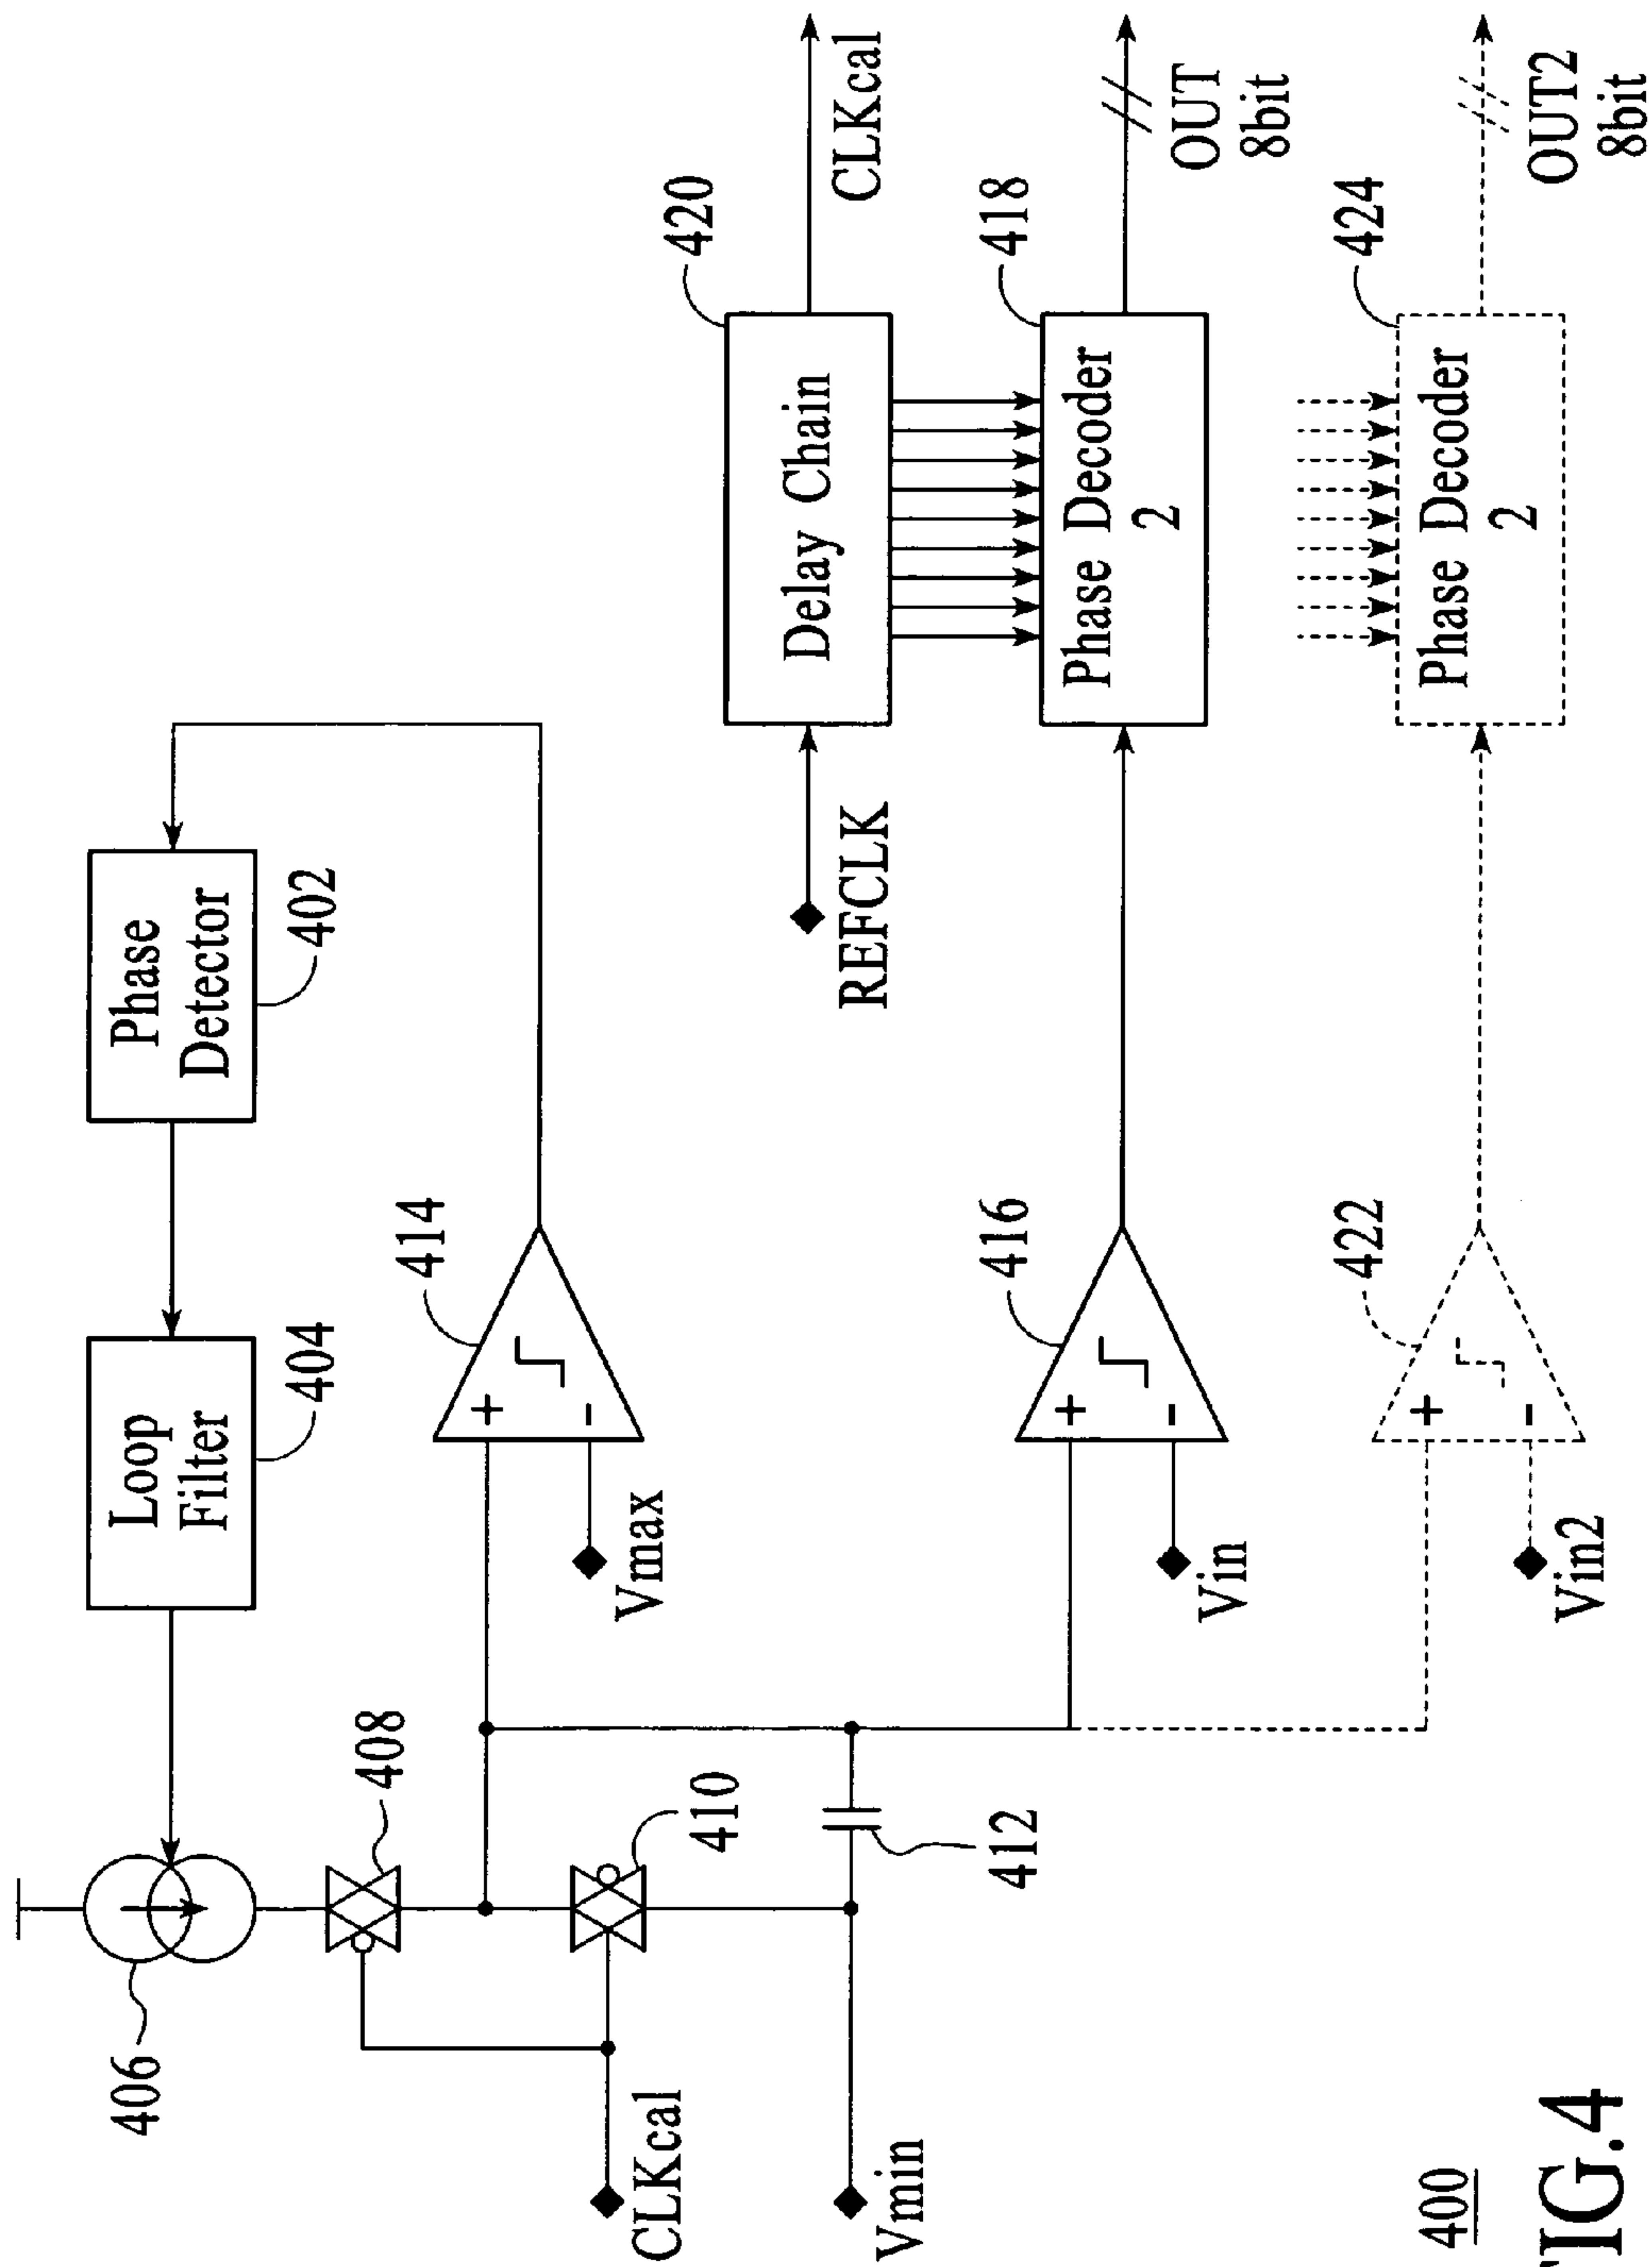 406
Loop
Filter
404
Phase
Detector
402
408
414
410
CLKcal
Vmin
412
Vmax
REFCLK
Delay Chain
420
CLKcal
416
Vin
Phase Decoder
2
418
OUT
8bit
422
Vin2
Phase Decoder
2
424
OUT2
8bit
+
-
+
-
+
-
400
FIG.4